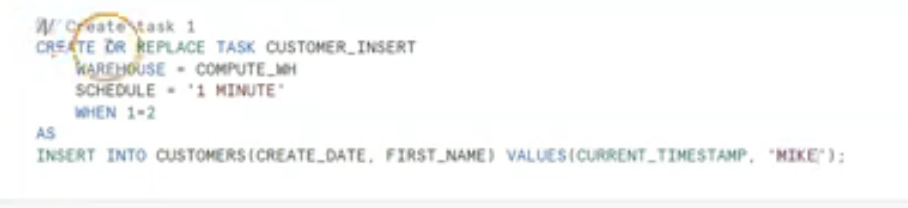 // Create task 1
CREATE OR REPLACE TASK CUSTOMER_INSERT
WAREHOUSE = COMPUTE_WH
SCHEDULE = '1 MINUTE'
WHEN 1=2
AS
INSERT INTO CUSTOMERS(CREATE_DATE, FIRST_NAME) VALUES(CURRENT_TIMESTAMP, 'MIKE');